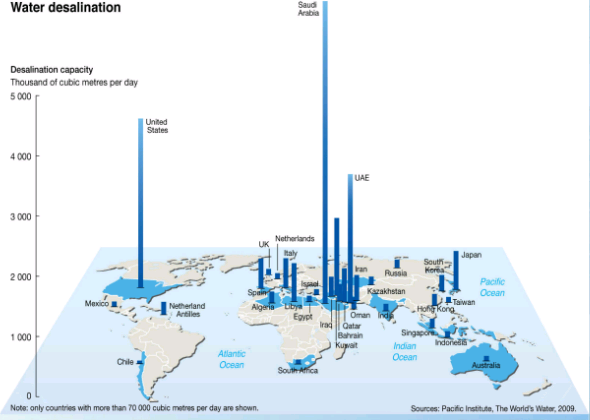 Water desalination
Saudi
Arabia
Desalination capacity
Thousand of cubic metres per day
5 000
United
States
4 000
UAE
3 000
Netherlands
UK
Italy
Japan
South
Korea
Iran
Russia
2 000
Israel
Kazakhstan
Pacific
Ocean
Spain
Mexico
Netherland
Antilles
Algeria
Libya
Egypt
Oman
India
Hong Kong
Taiwan
Iraq
Qatar
Bahrain
Kuwait
Singapore
Indonesia
1 000
Atlantic
Ocean
Indian
Ocean
Chile
South Africa
Australia
0
Note: only countries with more than 70 000 cubic metres per day are shown.
Sources: Pacific Institute, The World's Water, 2009.